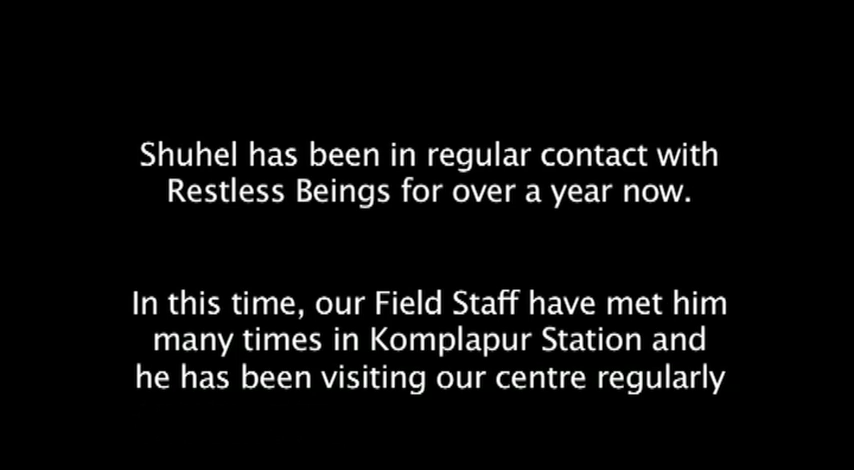 Shuhel has been in regular contact with
Restless Beings for over a year now.
In this time, our Field Staff have met him
many times in Komplapur Station and
he has been visiting our centre regularly